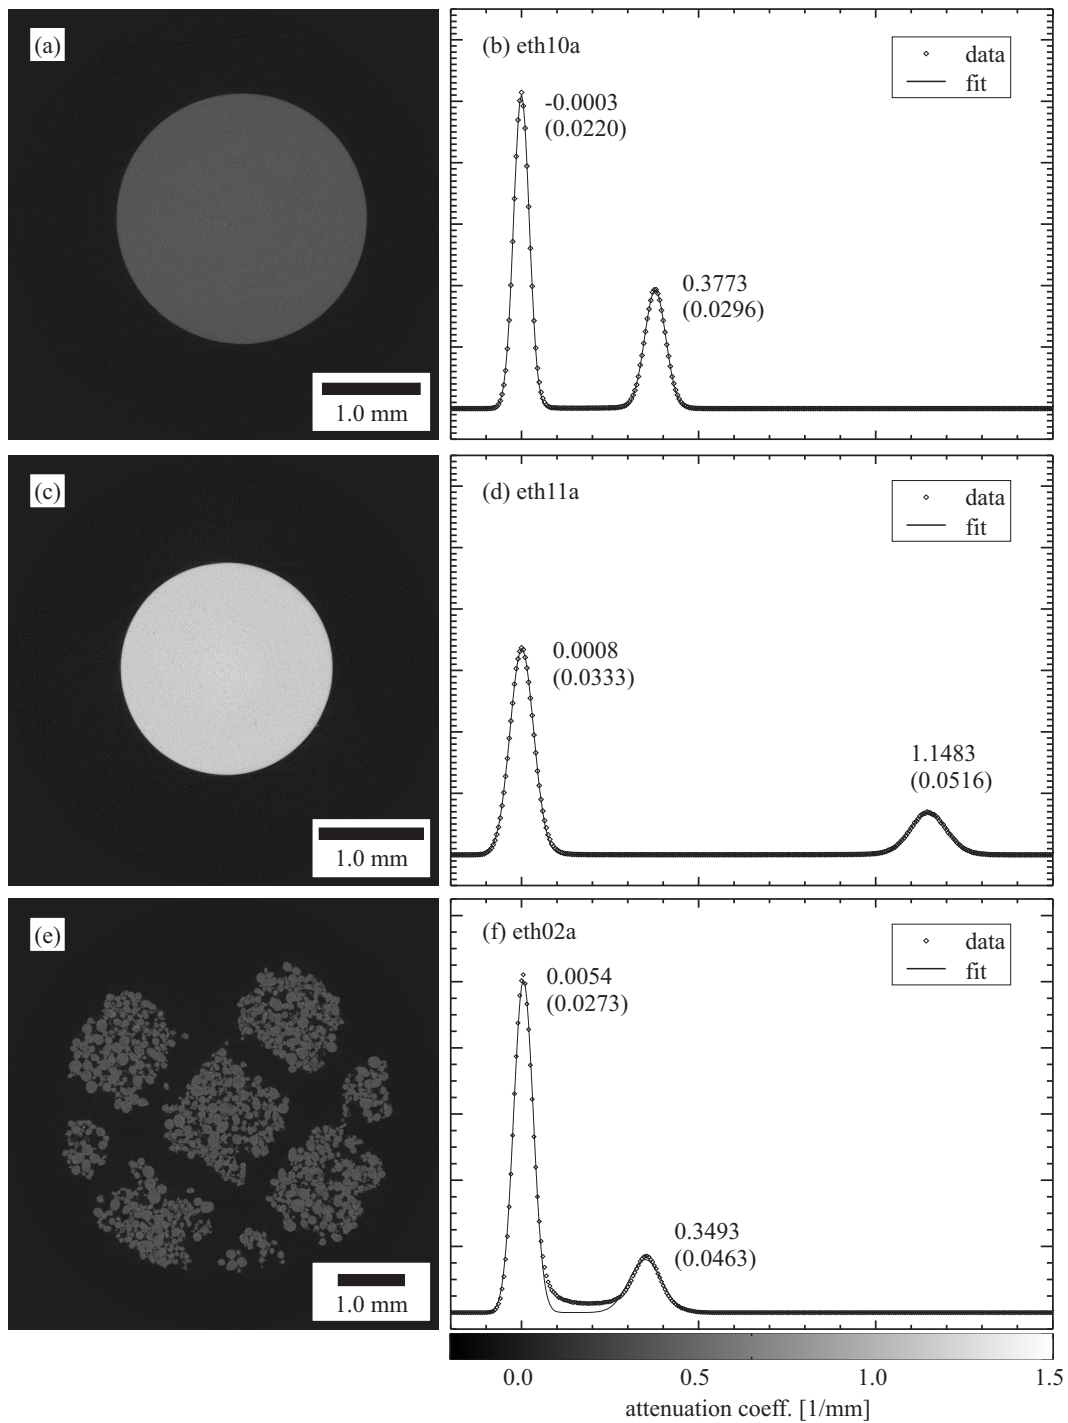 (a)
1.0 mm
(b) eth10a
data
fit
-0.0003
(0.0220)
0.3773
(0.0296)
(c)
1.0 mm
(d) eth11a
data
fit
0.0008
(0.0333)
1.1483
(0.0516)
(e)
1.0 mm
(f) eth02a
data
fit
0.0054
(0.0273)
0.3493
(0.0463)
0.0 0.5 1.0 1.5
attenuation coeff. [1/mm]